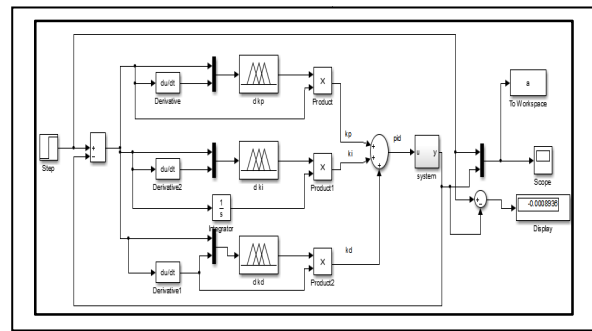 du/dt
Derivative
d kp
X
Product
kp
a
To Workspace
Step
+
−
du/dt
Derivative2
d ki
X
Product1
ki
+
+
+
pid
u y
system
Scope
1
s
Integrator
+
−
-0.0008936
Display
du/dt
Derivative1
d kd
X
Product2
kd